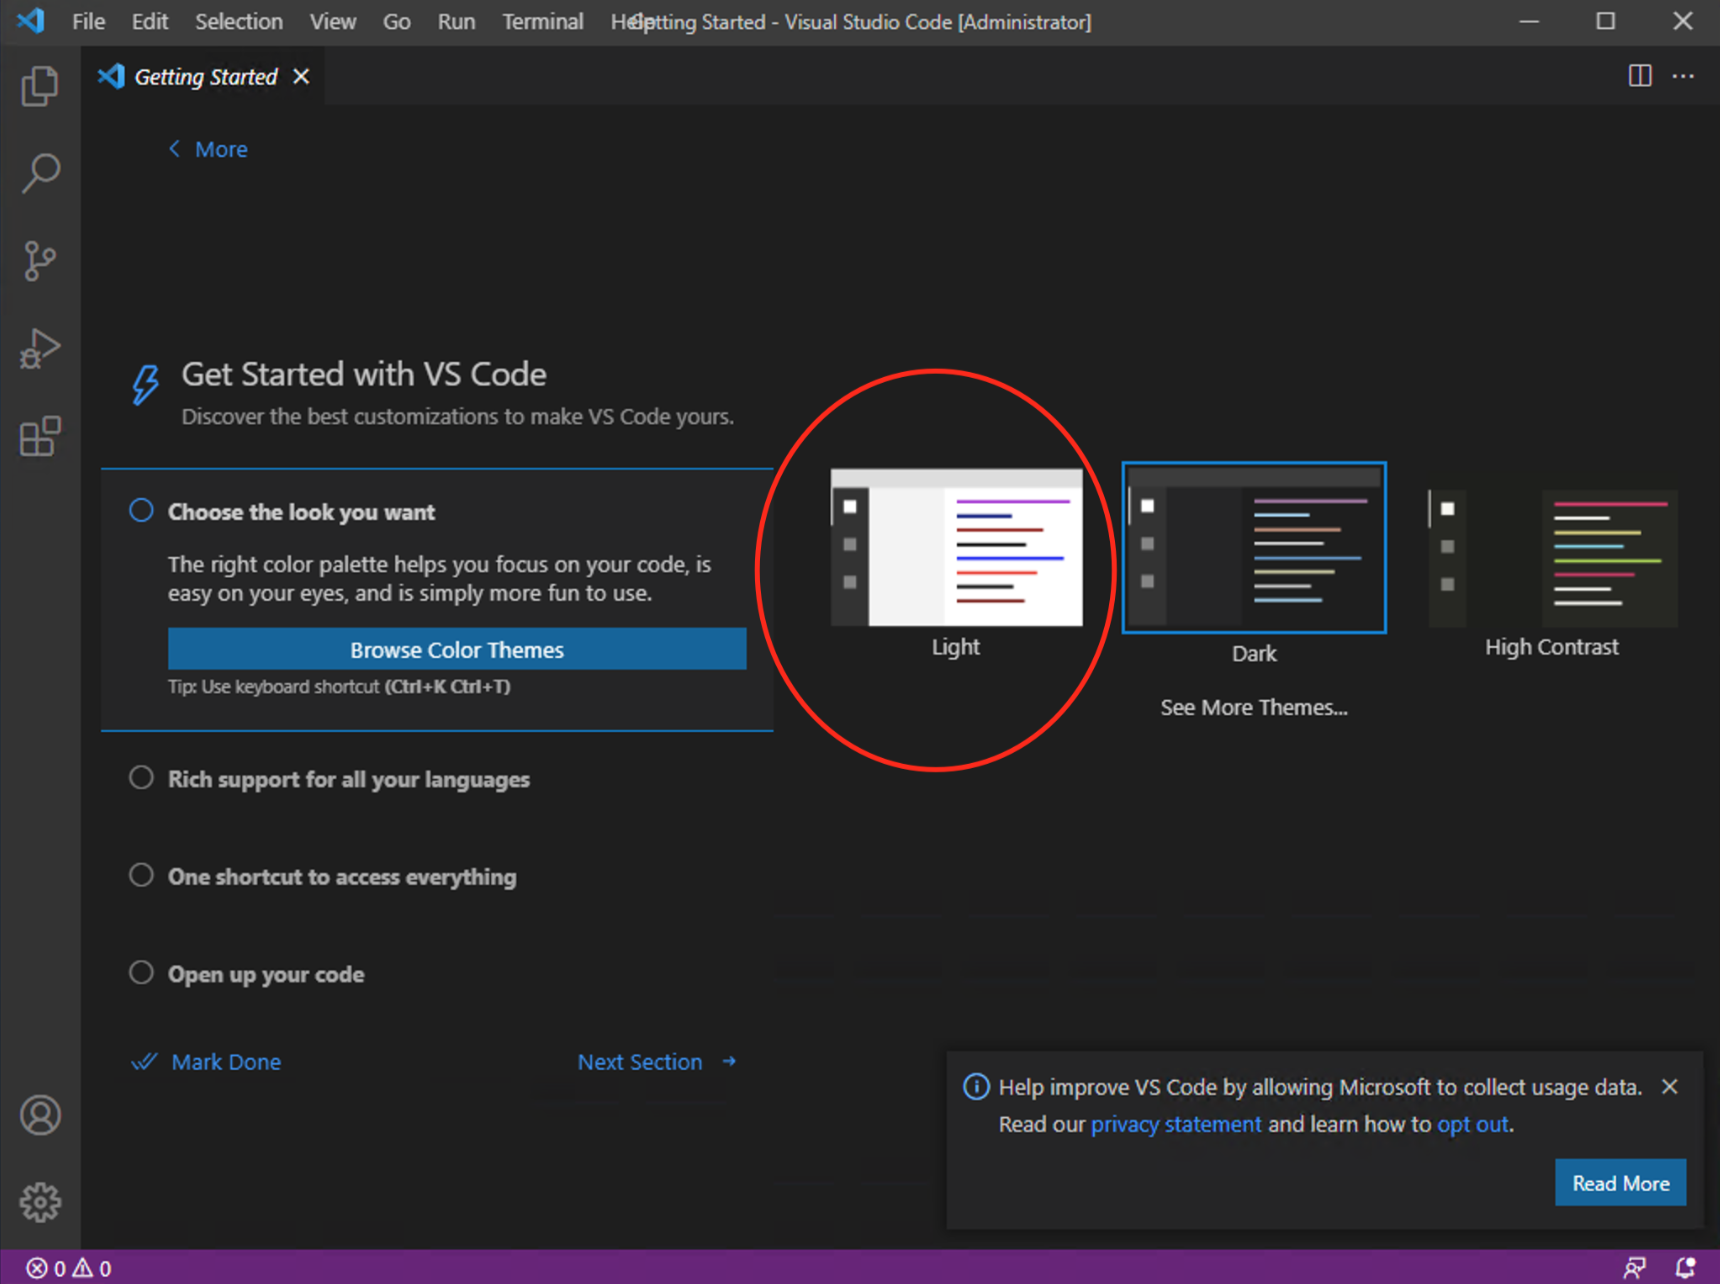 File Edit Selection View Go Run Terminal Help Getting Started - Visual Studio Code [Administrator]
Getting Started
More
Get Started with VS Code
Discover the best customizations to make VS Code yours.
Choose the look you want
The right color palette helps you focus on your code, is
easy on your eyes, and is simply more fun to use.
Browse Color Themes
Tip: Use keyboard shortcut (Ctrl+K Ctrl+T)
Light
Dark
High Contrast
See More Themes...
Rich support for all your languages
One shortcut to access everything
Open up your code
Mark Done
Next Section
Help improve VS Code by allowing Microsoft to collect usage data.
Read our privacy statement and learn how to opt out.
Read More
0 0